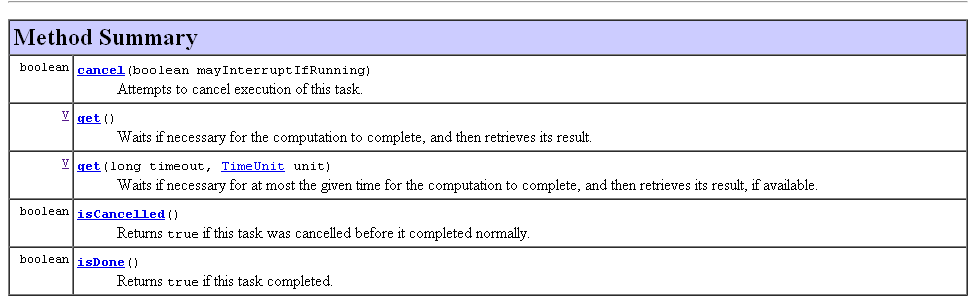 Method Summary
boolean cancel(boolean mayInterruptIfRunning)
Attempts to cancel execution of this task.
V get()
Waits if necessary for the computation to complete, and then retrieves its result.
V get(long timeout, TimeUnit unit)
Waits if necessary for at most the given time for the computation to complete, and then retrieves its result, if available.
boolean isCancelled()
Returns true if this task was cancelled before it completed normally.
boolean isDone()
Returns true if this task completed.